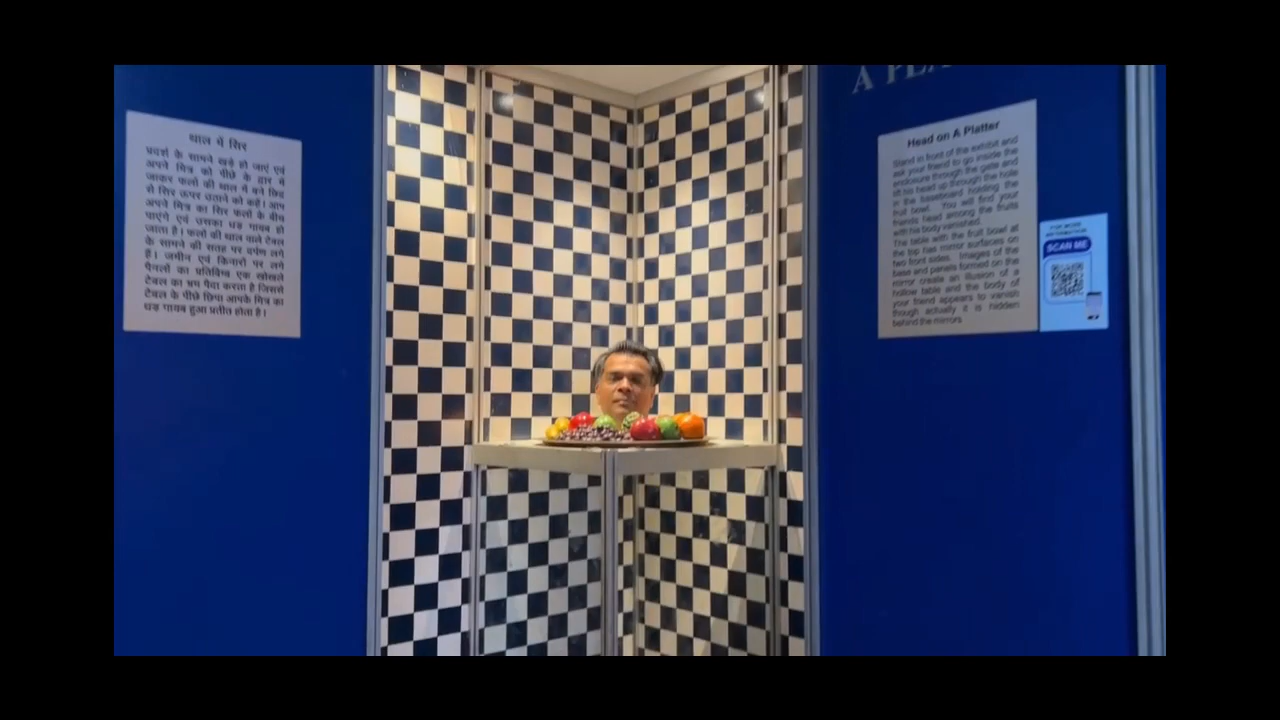 थाल में सिर
प्रदर्श के सामने खड़े हो जाएं एवं
अपने मित्र को पीछे के द्वार से
जाकर फलों की थाल में बने छिद्र
से सिर ऊपर उठाने को कहें। आप
अपने मित्र का सिर फलों के बीच
पाएंगे एवं उसका धड़ गायब हो
जाता है। फलों की थाल वाले टेबल
के सामने की सतह पर दर्पण लगे
हैं। जमीन एवं किनारों पर लगे
पैनलों का प्रतिबिम्ब एक खोखले
टेबल का भ्रम पैदा करता है जिससे
टेबल के पीछे छिपा आपके मित्र का
धड़ गायब हुआ प्रतीत होता है।
A
Head on A Platter
Stand in front of the exhibit and
ask your friend to go inside the
enclosure through the gate and
lift his head up through the hole
in the baseboard holding the
fruit bowl. You will find your
friends head among the fruits
with his body vanished.
The table with the fruit bowl at
the top has mirror surfaces on
two front sides. Images of the
base and panels formed on the
mirror create an illusion of a
hollow table and the body of
your friend appears to vanish
though actually it is hidden
behind the mirrors.
FOR MORE
INFORMATION
SCAN ME